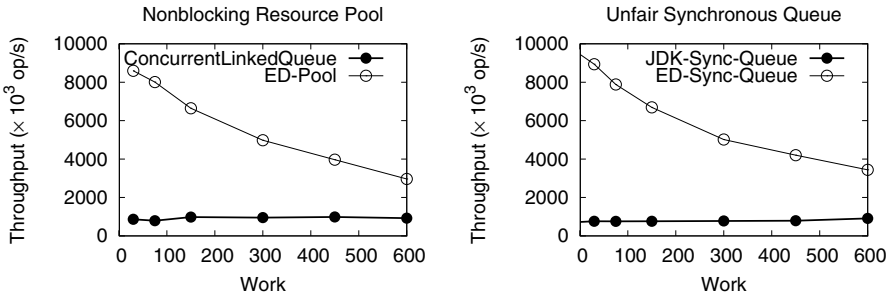 Nonblocking Resource Pool
Throughput (× 10³ op/s)
10000
8000
6000
4000
2000
0
ConcurrentLinkedQueue
ED-Pool
0 100 200 300 400 500 600
Work
Unfair Synchronous Queue
Throughput (× 10³ op/s)
10000
8000
6000
4000
2000
0
JDK-Sync-Queue
ED-Sync-Queue
0 100 200 300 400 500 600
Work